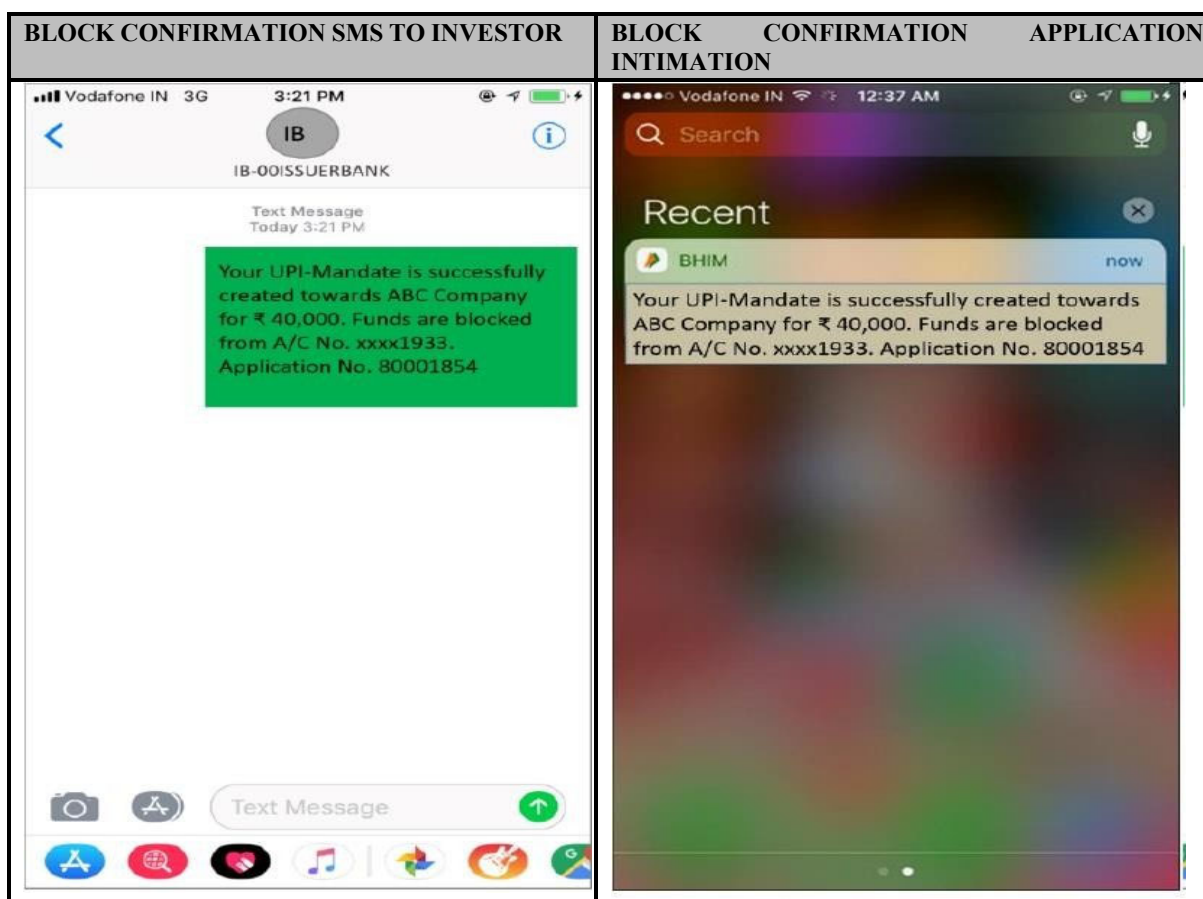 BLOCK CONFIRMATION SMS TO INVESTOR
BLOCK CONFIRMATION APPLICATION
INTIMATION
Vodafone IN 3G 3:21 PM
IB
IB-00ISSUERBANK
Text Message
Today 3:21 PM
Your UPI-Mandate is successfully
created towards ABC Company
for ₹ 40,000. Funds are blocked
from A/C No. xxxx1933.
Application No. 80001854
Text Message
Vodafone IN 12:37 AM
Search
Recent
BHIM now
Your UPI-Mandate is successfully created towards
ABC Company for ₹ 40,000. Funds are blocked
from A/C No. xxxx1933. Application No. 80001854